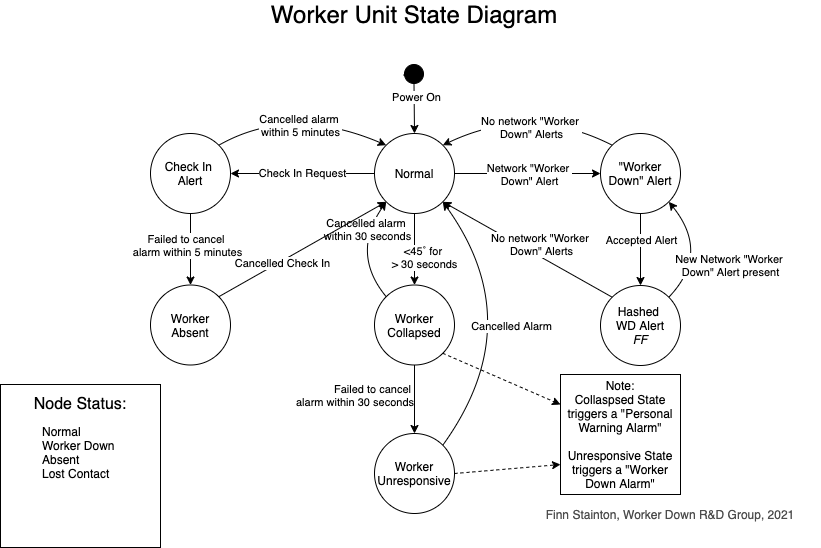 Worker Unit State Diagram
Power On
Cancelled alarm
within 5 minutes
No network "Worker
Down" Alerts
Check In
Alert
Check In Request
Normal
Network "Worker
Down" Alert
"Worker
Down" Alert
Failed to cancel
alarm within 5 minutes
Cancelled alarm
within 30 seconds
<45° for
> 30 seconds
No network "Worker
Down" Alerts
Accepted Alert
New Network "Worker
Down" Alert present
Cancelled Check In
Worker
Absent
Worker
Collapsed
Cancelled Alarm
Hashed
WD Alert
FF
Failed to cancel
alarm within 30 seconds
Note:
Collaspsed State
triggers a "Personal
Warning Alarm"
Unresponsive State
triggers a "Worker
Down Alarm"
Worker
Unresponsive
Node Status:
Normal
Worker Down
Absent
Lost Contact
Finn Stainton, Worker Down R&D Group, 2021